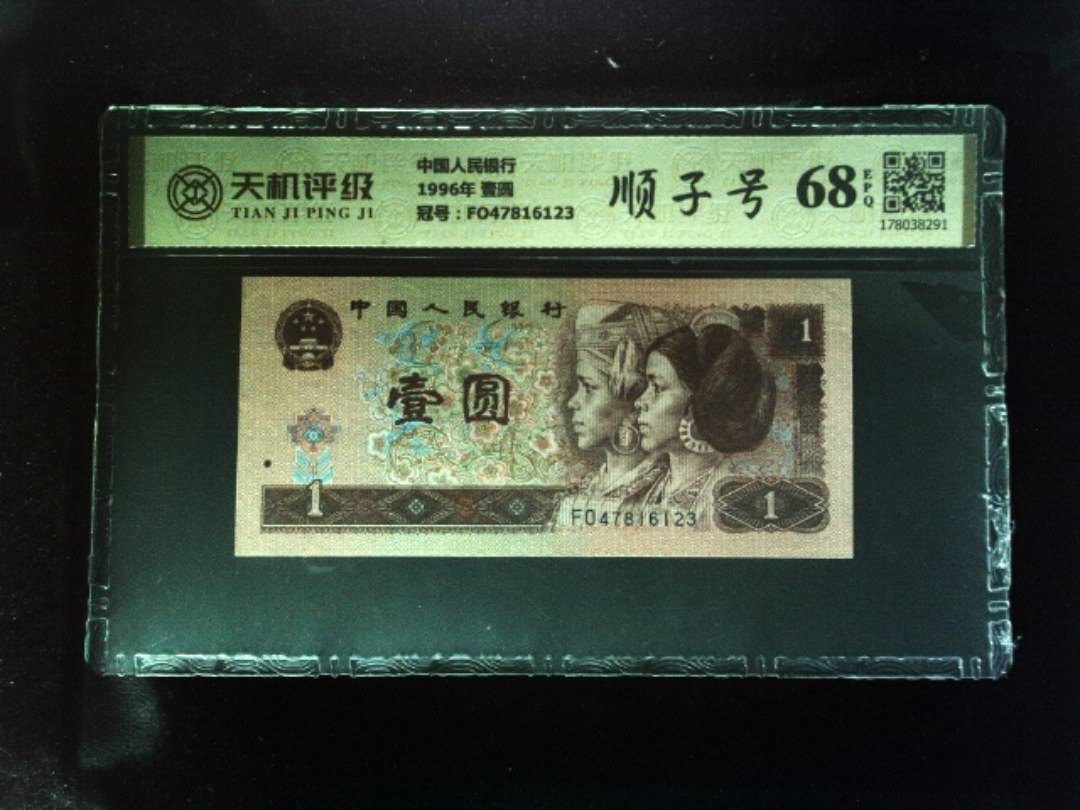 天机评级
TIAN JI PING JI
中国人民银行
1996年 壹圆
冠号：FO47816123
顺子号
68
EPQ
178038291
中国人民银行
壹圆
1
1
1
FO47816123